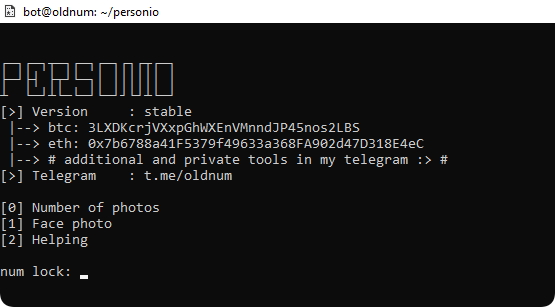 bot@oldnum: ~/personio
[>] Version : stable
|--> btc: 3LXDKcrjVXxpGhWXEnVMnndJP45nos2LBS
|--> eth: 0x7b6788a41F5379f49633a368FA902d47D318E4eC
|--> # additional and private tools in my telegram :> #
[>] Telegram : t.me/oldnum
[0] Number of photos
[1] Face photo
[2] Helping
num lock: